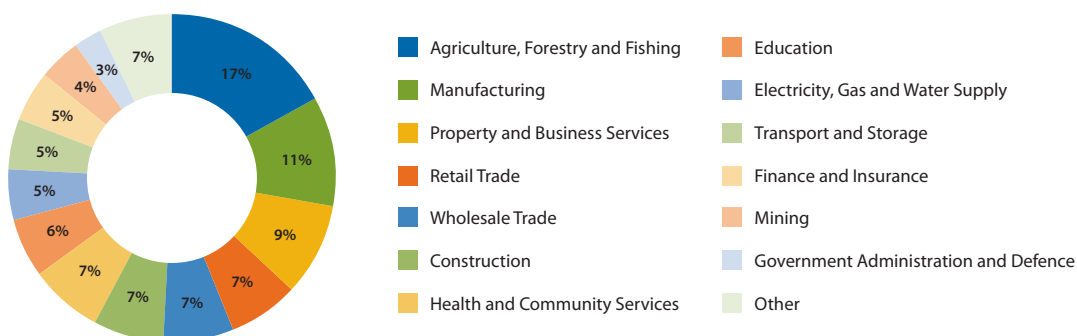 17%
11%
9%
7%
7%
7%
7%
6%
5%
5%
5%
4%
3%
7%
Agriculture, Forestry and Fishing
Manufacturing
Property and Business Services
Retail Trade
Wholesale Trade
Construction
Health and Community Services
Education
Electricity, Gas and Water Supply
Transport and Storage
Finance and Insurance
Mining
Government Administration and Defence
Other